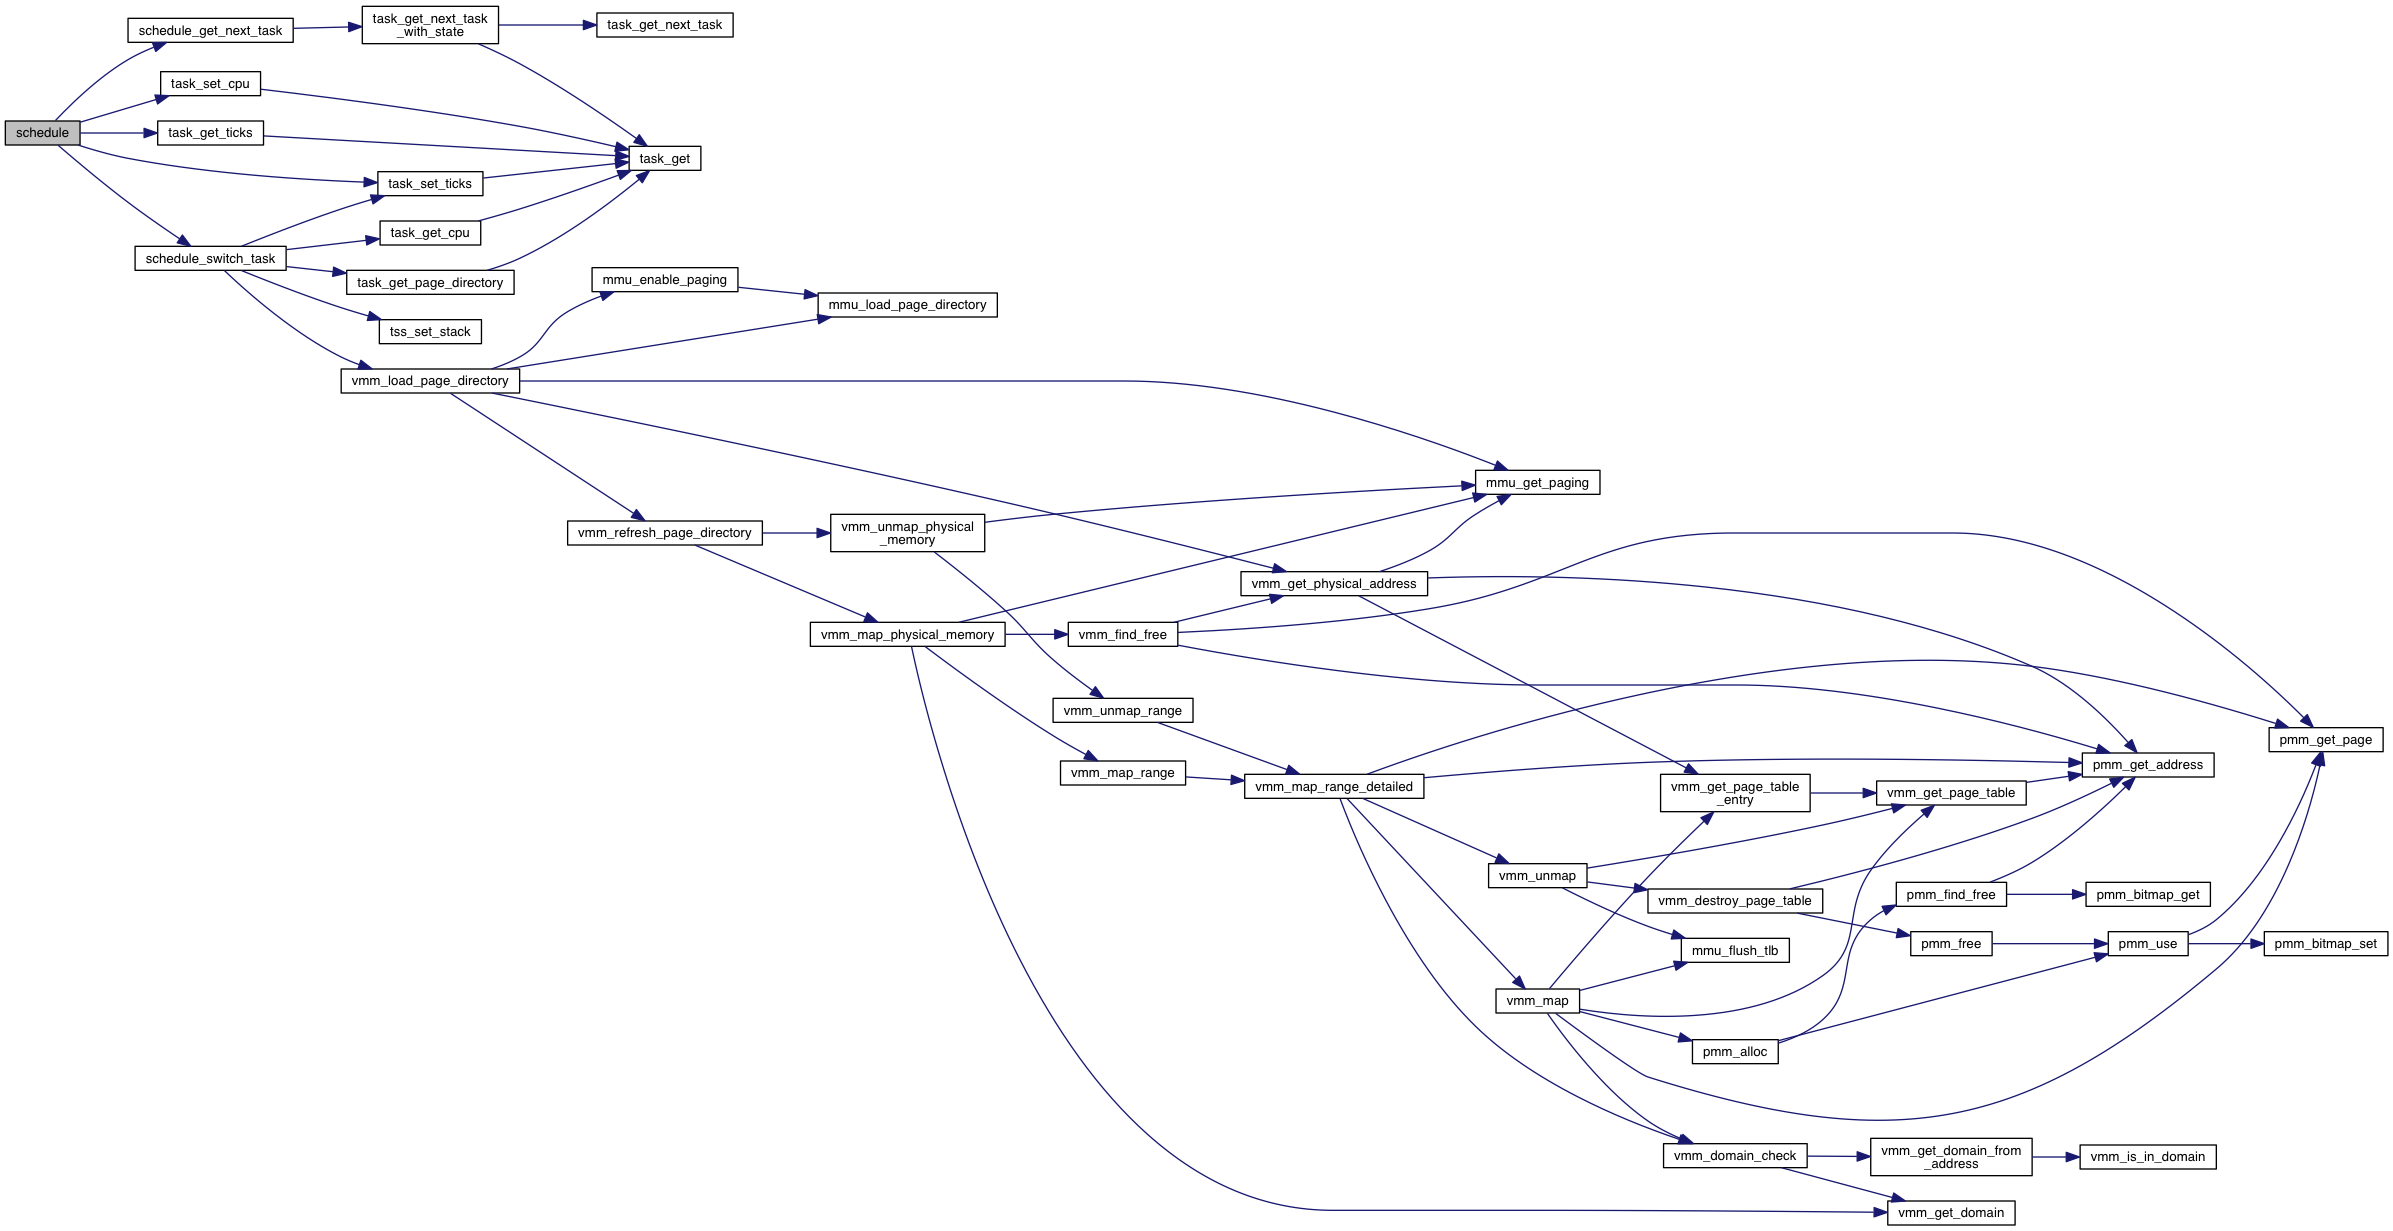 schedule
schedule_get_next_task
task_get_next_task
_with_state
task_get_next_task
task_set_cpu
task_get_ticks
task_get
task_set_ticks
task_get_cpu
schedule_switch_task
task_get_page_directory
tss_set_stack
mmu_enable_paging
mmu_load_page_directory
vmm_load_page_directory
mmu_get_paging
vmm_refresh_page_directory
vmm_unmap_physical
_memory
vmm_get_physical_address
vmm_map_physical_memory
vmm_find_free
vmm_unmap_range
vmm_map_range
vmm_map_range_detailed
vmm_get_page_table
_entry
vmm_get_page_table
pmm_get_address
pmm_get_page
vmm_unmap
vmm_destroy_page_table
pmm_find_free
pmm_bitmap_get
mmu_flush_tlb
pmm_free
pmm_use
pmm_bitmap_set
vmm_map
pmm_alloc
vmm_domain_check
vmm_get_domain_from
_address
vmm_is_in_domain
vmm_get_domain